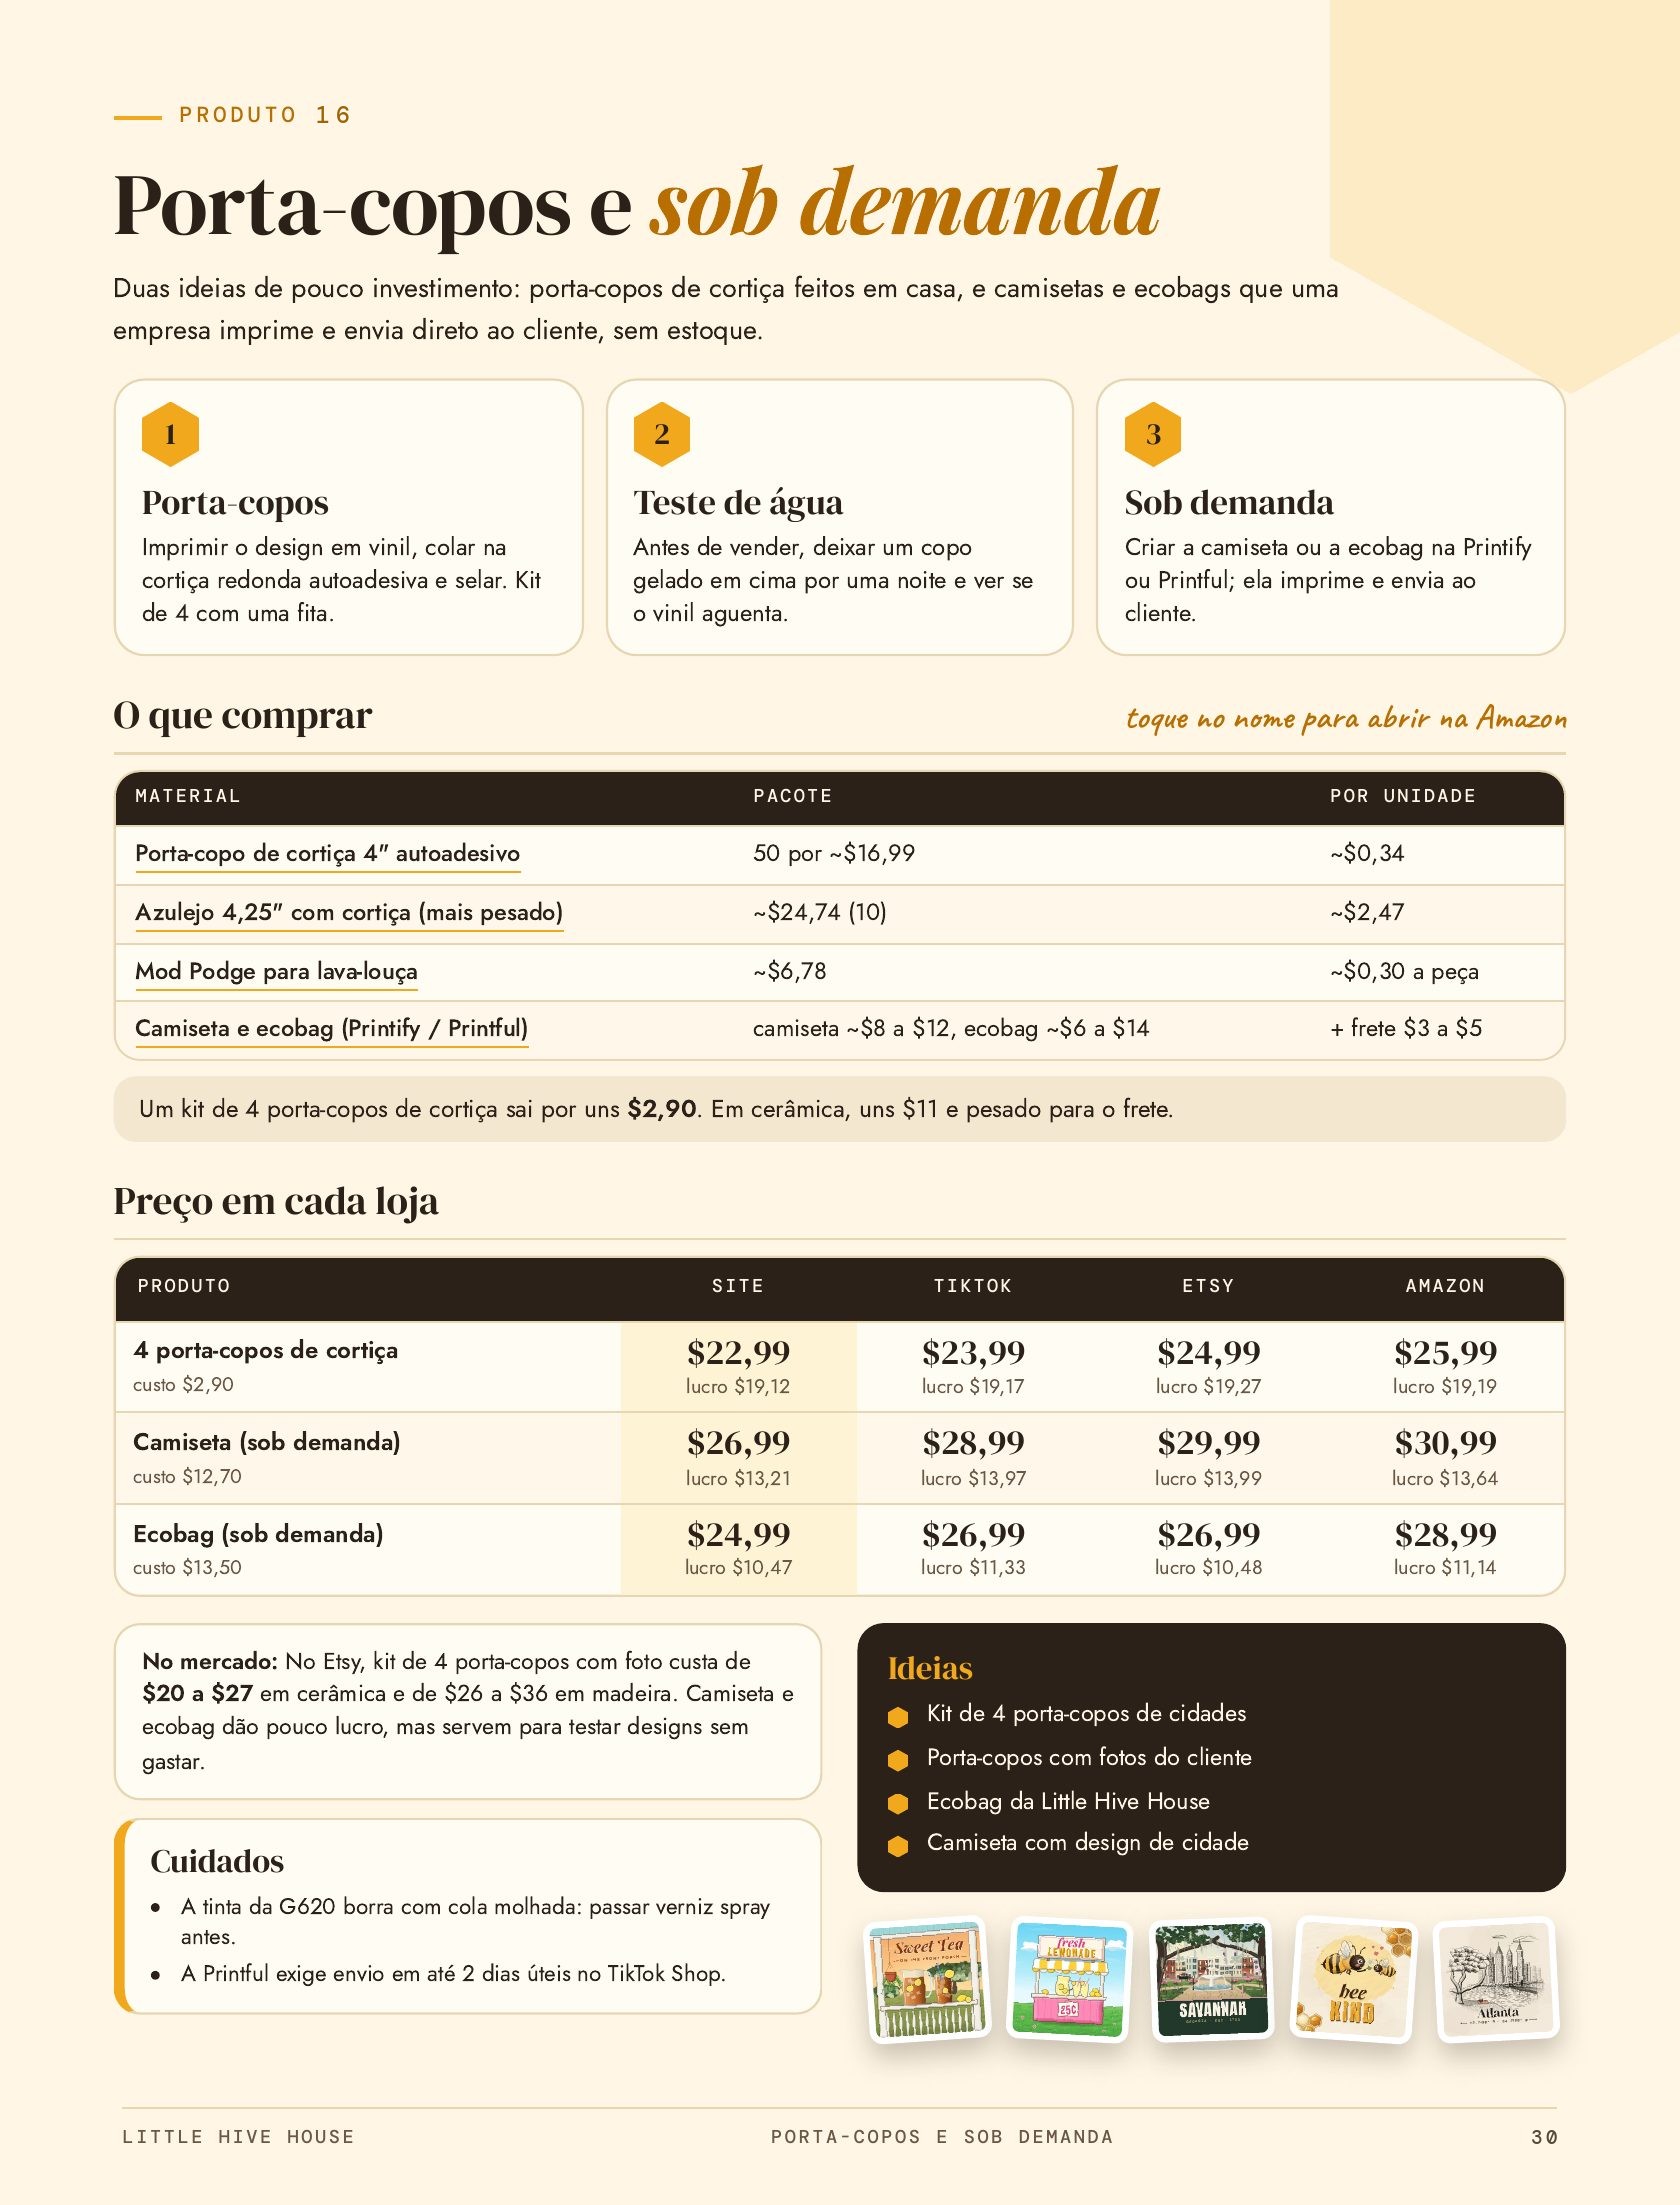 PRODUTO 16
Porta-copos e sob demanda
Duas ideias de pouco investimento: porta-copos de cortiça feitos em casa, e camisetas e ecobags que uma
empresa imprime e envia direto ao cliente, sem estoque.
1
Porta-copos
Imprimir o design em vinil, colar na
cortiça redonda autoadesiva e selar. Kit
de 4 com uma fita.
2
Teste de água
Antes de vender, deixar um copo
gelado em cima por uma noite e ver se
o vinil aguenta.
3
Sob demanda
Criar a camiseta ou a ecobag na Printify
ou Printful; ela imprime e envia ao
cliente.
O que comprar
toque no nome para abrir na Amazon
MATERIAL PACOTE POR UNIDADE
Porta-copo de cortiça 4" autoadesivo 50 por ~$16,99 ~$0,34
Azulejo 4,25" com cortiça (mais pesado) ~$24,74 (10) ~$2,47
Mod Podge para lava-louça ~$6,78 ~$0,30 a peça
Camiseta e ecobag (Printify / Printful) camiseta ~$8 a $12, ecobag ~$6 a $14 + frete $3 a $5
Um kit de 4 porta-copos de cortiça sai por uns $2,90. Em cerâmica, uns $11 e pesado para o frete.
Preço em cada loja
PRODUTO SITE TIKTOK ETSY AMAZON
4 porta-copos de cortiça $22,99 $23,99 $24,99 $25,99
custo $2,90 lucro $19,12 lucro $19,17 lucro $19,27 lucro $19,19
Camiseta (sob demanda) $26,99 $28,99 $29,99 $30,99
custo $12,70 lucro $13,21 lucro $13,97 lucro $13,99 lucro $13,64
Ecobag (sob demanda) $24,99 $26,99 $26,99 $28,99
custo $13,50 lucro $10,47 lucro $11,33 lucro $10,48 lucro $11,14
No mercado: No Etsy, kit de 4 porta-copos com foto custa de
$20 a $27 em cerâmica e de $26 a $36 em madeira. Camiseta e
ecobag dão pouco lucro, mas servem para testar designs sem
gastar.
Cuidados
• A tinta da G620 borra com cola molhada: passar verniz spray
antes.
• A Printful exige envio em até 2 dias úteis no TikTok Shop.
Ideias
Kit de 4 porta-copos de cidades
Porta-copos com fotos do cliente
Ecobag da Little Hive House
Camiseta com design de cidade
Sweet Tea
fresh
LEMONADE
25¢
SAVANNAH
bee
KIND
Atlanta
LITTLE HIVE HOUSE PORTA-COPOS E SOB DEMANDA 30